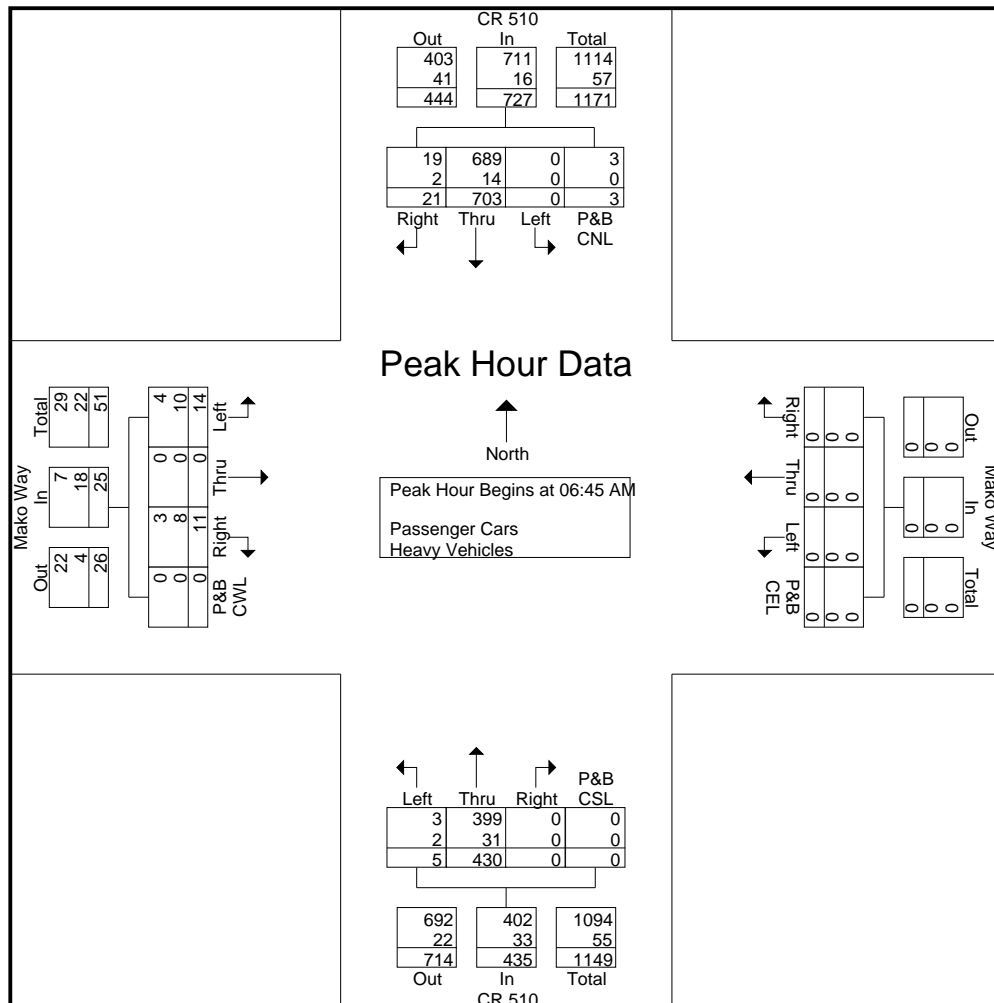 CR 510
Out In Total
403 711 1114
41 16 57
444 727 1171
19 689 0 3
2 14 0 0
21 703 0 3
Right Thru Left P&B
CNL
Peak Hour Data
North
Peak Hour Begins at 06:45 AM
Passenger Cars
Heavy Vehicles
Mako Way
Total In Out
29 7 22
22 18 4
51 25 26
4 0 3 0
10 0 8 0
14 0 11 0
Left Thru Right P&B
CWL
Mako Way
Out In Total
0 0 0
0 0 0
0 0 0
0 0 0 0
0 0 0 0
0 0 0 0
Right Thru Left P&B
CEL
P&B
Left Thru Right CSL
3 399 0 0
2 31 0 0
5 430 0 0
692 402 1094
22 33 55
714 435 1149
Out In Total
CR 510